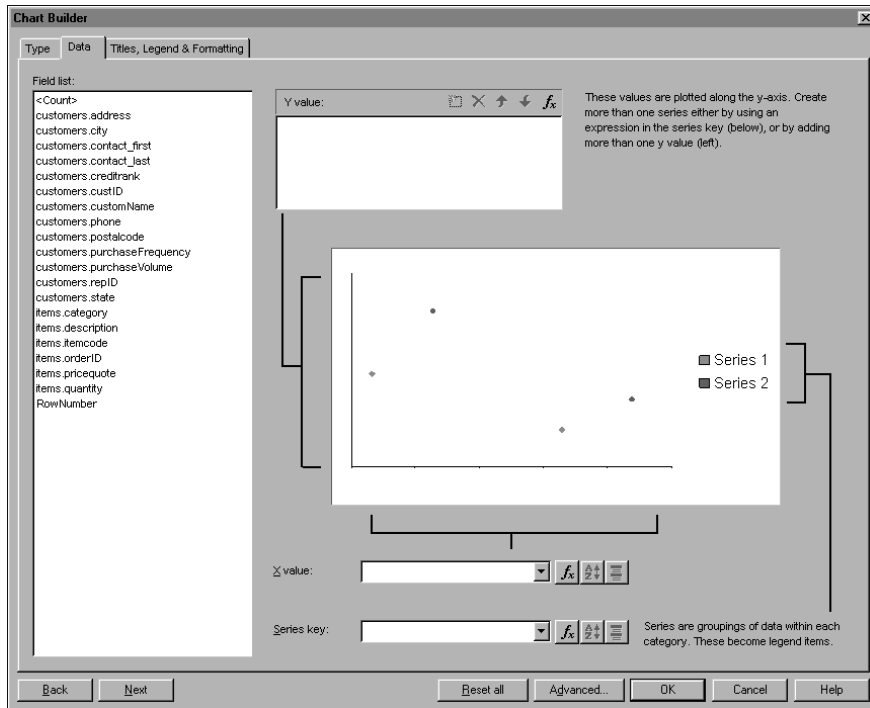 Chart Builder
Type
Data
Titles, Legend & Formatting
Field list:
<Count>
customers.address
customers.city
customers.contact_first
customers.contact_last
customers.creditrank
customers.custID
customers.customName
customers.phone
customers.postalcode
customers.purchaseFrequency
customers.purchaseVolume
customers.repID
customers.state
items.category
items.description
items.itemcode
items.orderID
items.pricequote
items.quantity
RowNumber
Y value:
fx
These values are plotted along the y-axis. Create
more than one series either by using an
expression in the series key (below), or by adding
more than one y value (left).
Series 1
Series 2
X value:
fx
A Z
Series key:
fx
A Z
Series are groupings of data within each
category. These become legend items.
Back
Next
Reset all
Advanced...
OK
Cancel
Help